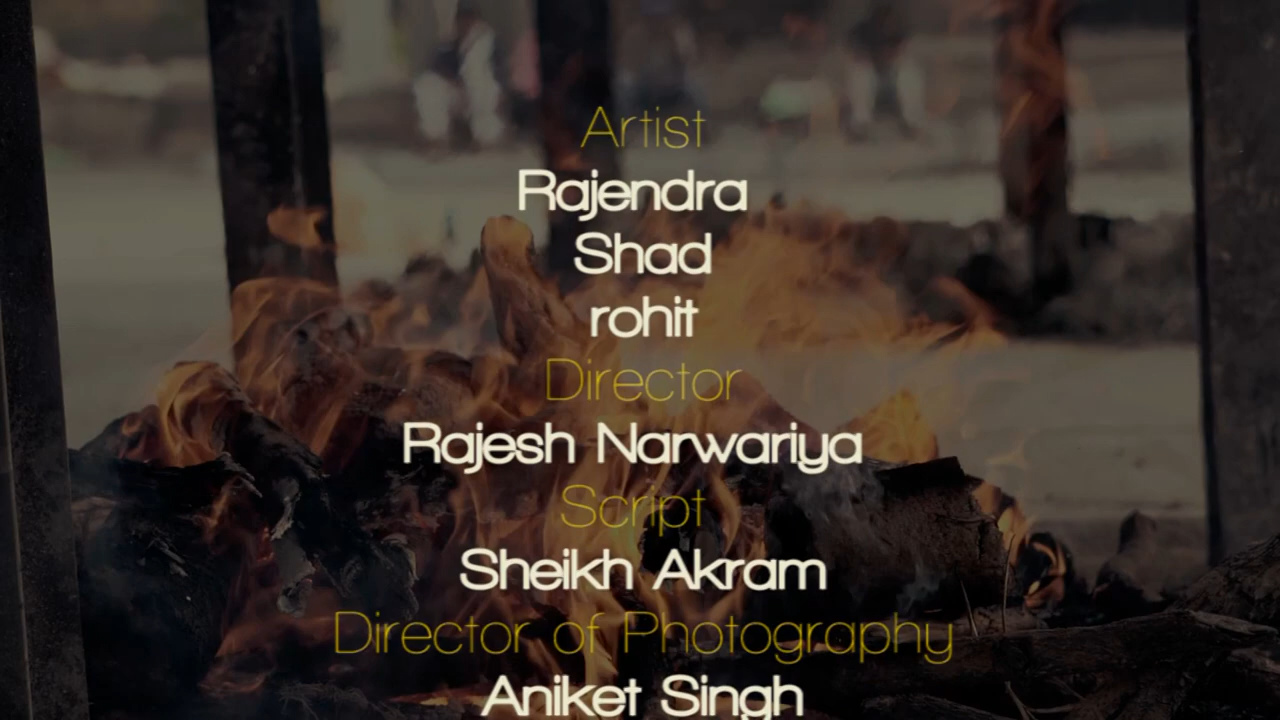 Artist
Rajendra
Shad
rohit
Director
Rajesh Narwariya
Script
Sheikh Akram
Director of Photography
Aniket Singh